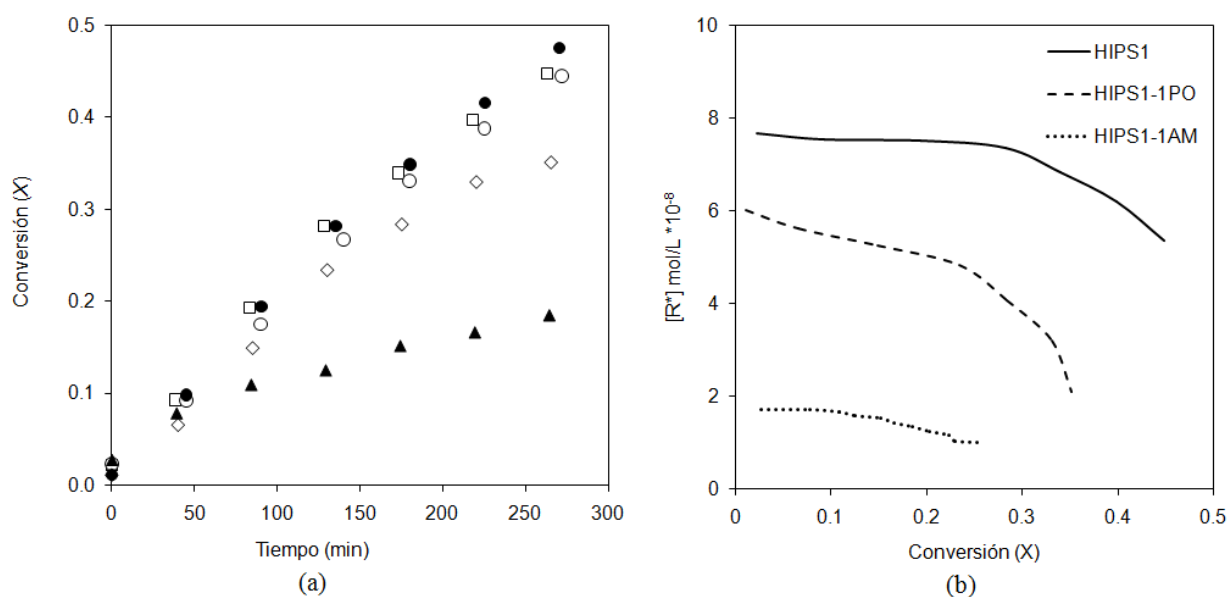 0.5
0.4
0.3
0.2
0.1
0.0
Conversión (X)
0
50
100
150
200
250
300
Tiempo (min)
(a)
10
8
6
4
2
0
[R*] mol/L *10-8
0
0.1
0.2
0.3
0.4
0.5
Conversión (X)
HIPS1
HIPS1-1PO
HIPS1-1AM
(b)